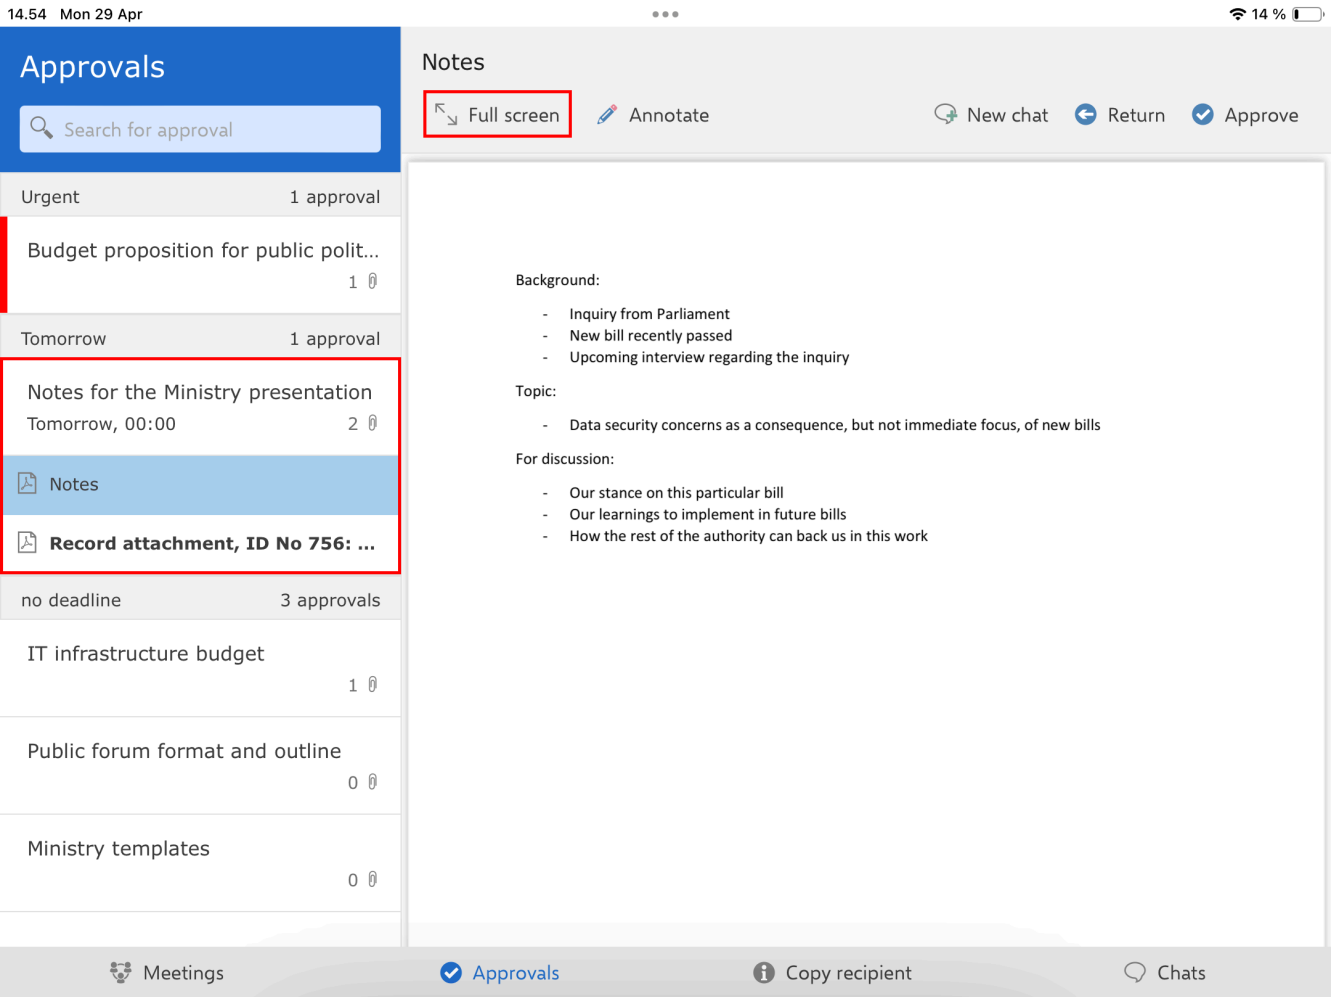 14.54 Mon 29 Apr
14 %
Approvals
Search for approval
Urgent 1 approval
Budget proposition for public polit...
1
Tomorrow 1 approval
Notes for the Ministry presentation
Tomorrow, 00:00 2
Notes
Record attachment, ID No 756: ...
no deadline 3 approvals
IT infrastructure budget
1
Public forum format and outline
0
Ministry templates
0
Notes
Full screen Annotate New chat Return Approve
Background:
- Inquiry from Parliament
- New bill recently passed
- Upcoming interview regarding the inquiry
Topic:
- Data security concerns as a consequence, but not immediate focus, of new bills
For discussion:
- Our stance on this particular bill
- Our learnings to implement in future bills
- How the rest of the authority can back us in this work
Meetings Approvals Copy recipient Chats